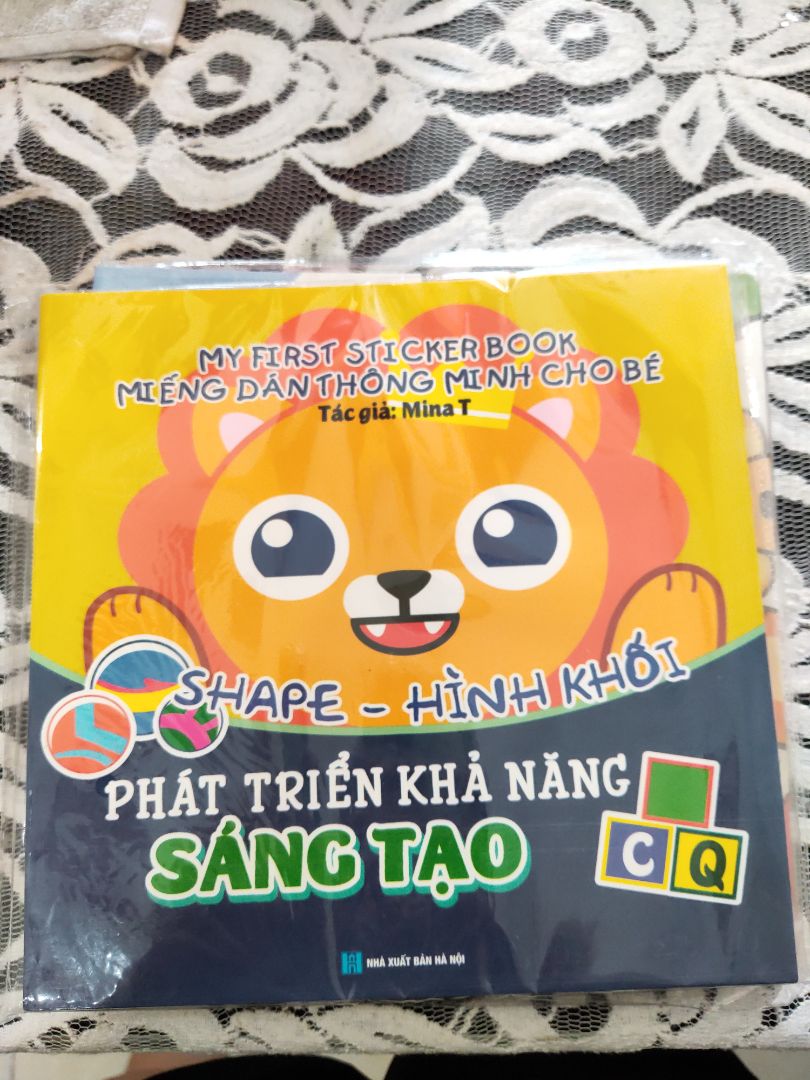 MY FIRST STICKER BOOK
MIẾNG DÁN THÔNG MINH CHO BÉ
Tác giả: Mina T
SHAPE - HÌNH KHỐI
PHÁT TRIỂN KHẢ NĂNG
SÁNG TẠO
C Q
NHÀ XUẤT BẢN HÀ NỘI